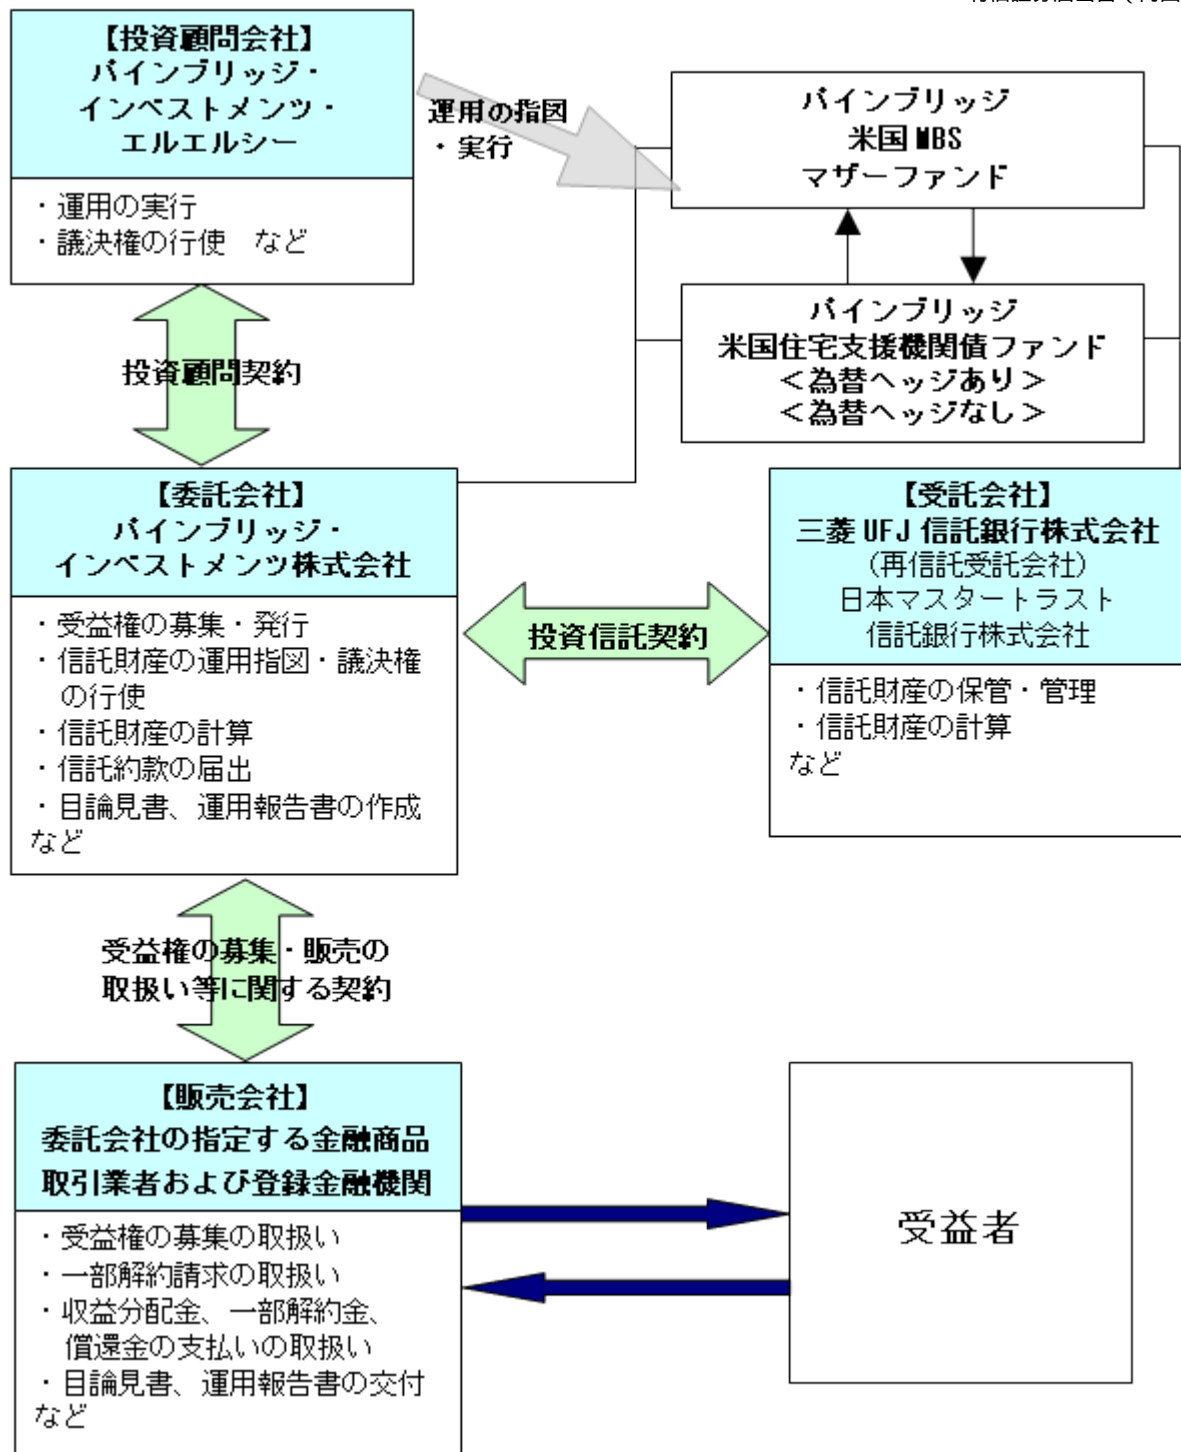 【投資顧問会社】
パインブリッジ・
インベストメンツ・
エルエルシー
・運用の実行
・議決権の行使 など
運用の指図
・実行
パインブリッジ
米国MBS
マザーファンド
パインブリッジ
米国住宅支援機関債ファンド
＜為替ヘッジあり＞
＜為替ヘッジなし＞
投資顧問契約
【委託会社】
パインブリッジ・
インベストメンツ株式会社
・受益権の募集・発行
・信託財産の運用指図・議決権
の行使
・信託財産の計算
・信託約款の届出
・目論見書、運用報告書の作成
など
投資信託契約
【受託会社】
三菱UFJ信託銀行株式会社
（再信託受託会社）
日本マスタートラスト
信託銀行株式会社
・信託財産の保管・管理
・信託財産の計算
など
受益権の募集・販売の
取扱い等に関する契約
【販売会社】
委託会社の指定する金融商品
取引業者および登録金融機関
・受益権の募集の取扱い
・一部解約請求の取扱い
・収益分配金、一部解約金、
償還金の支払いの取扱い
・目論見書、運用報告書の交付
など
受益者